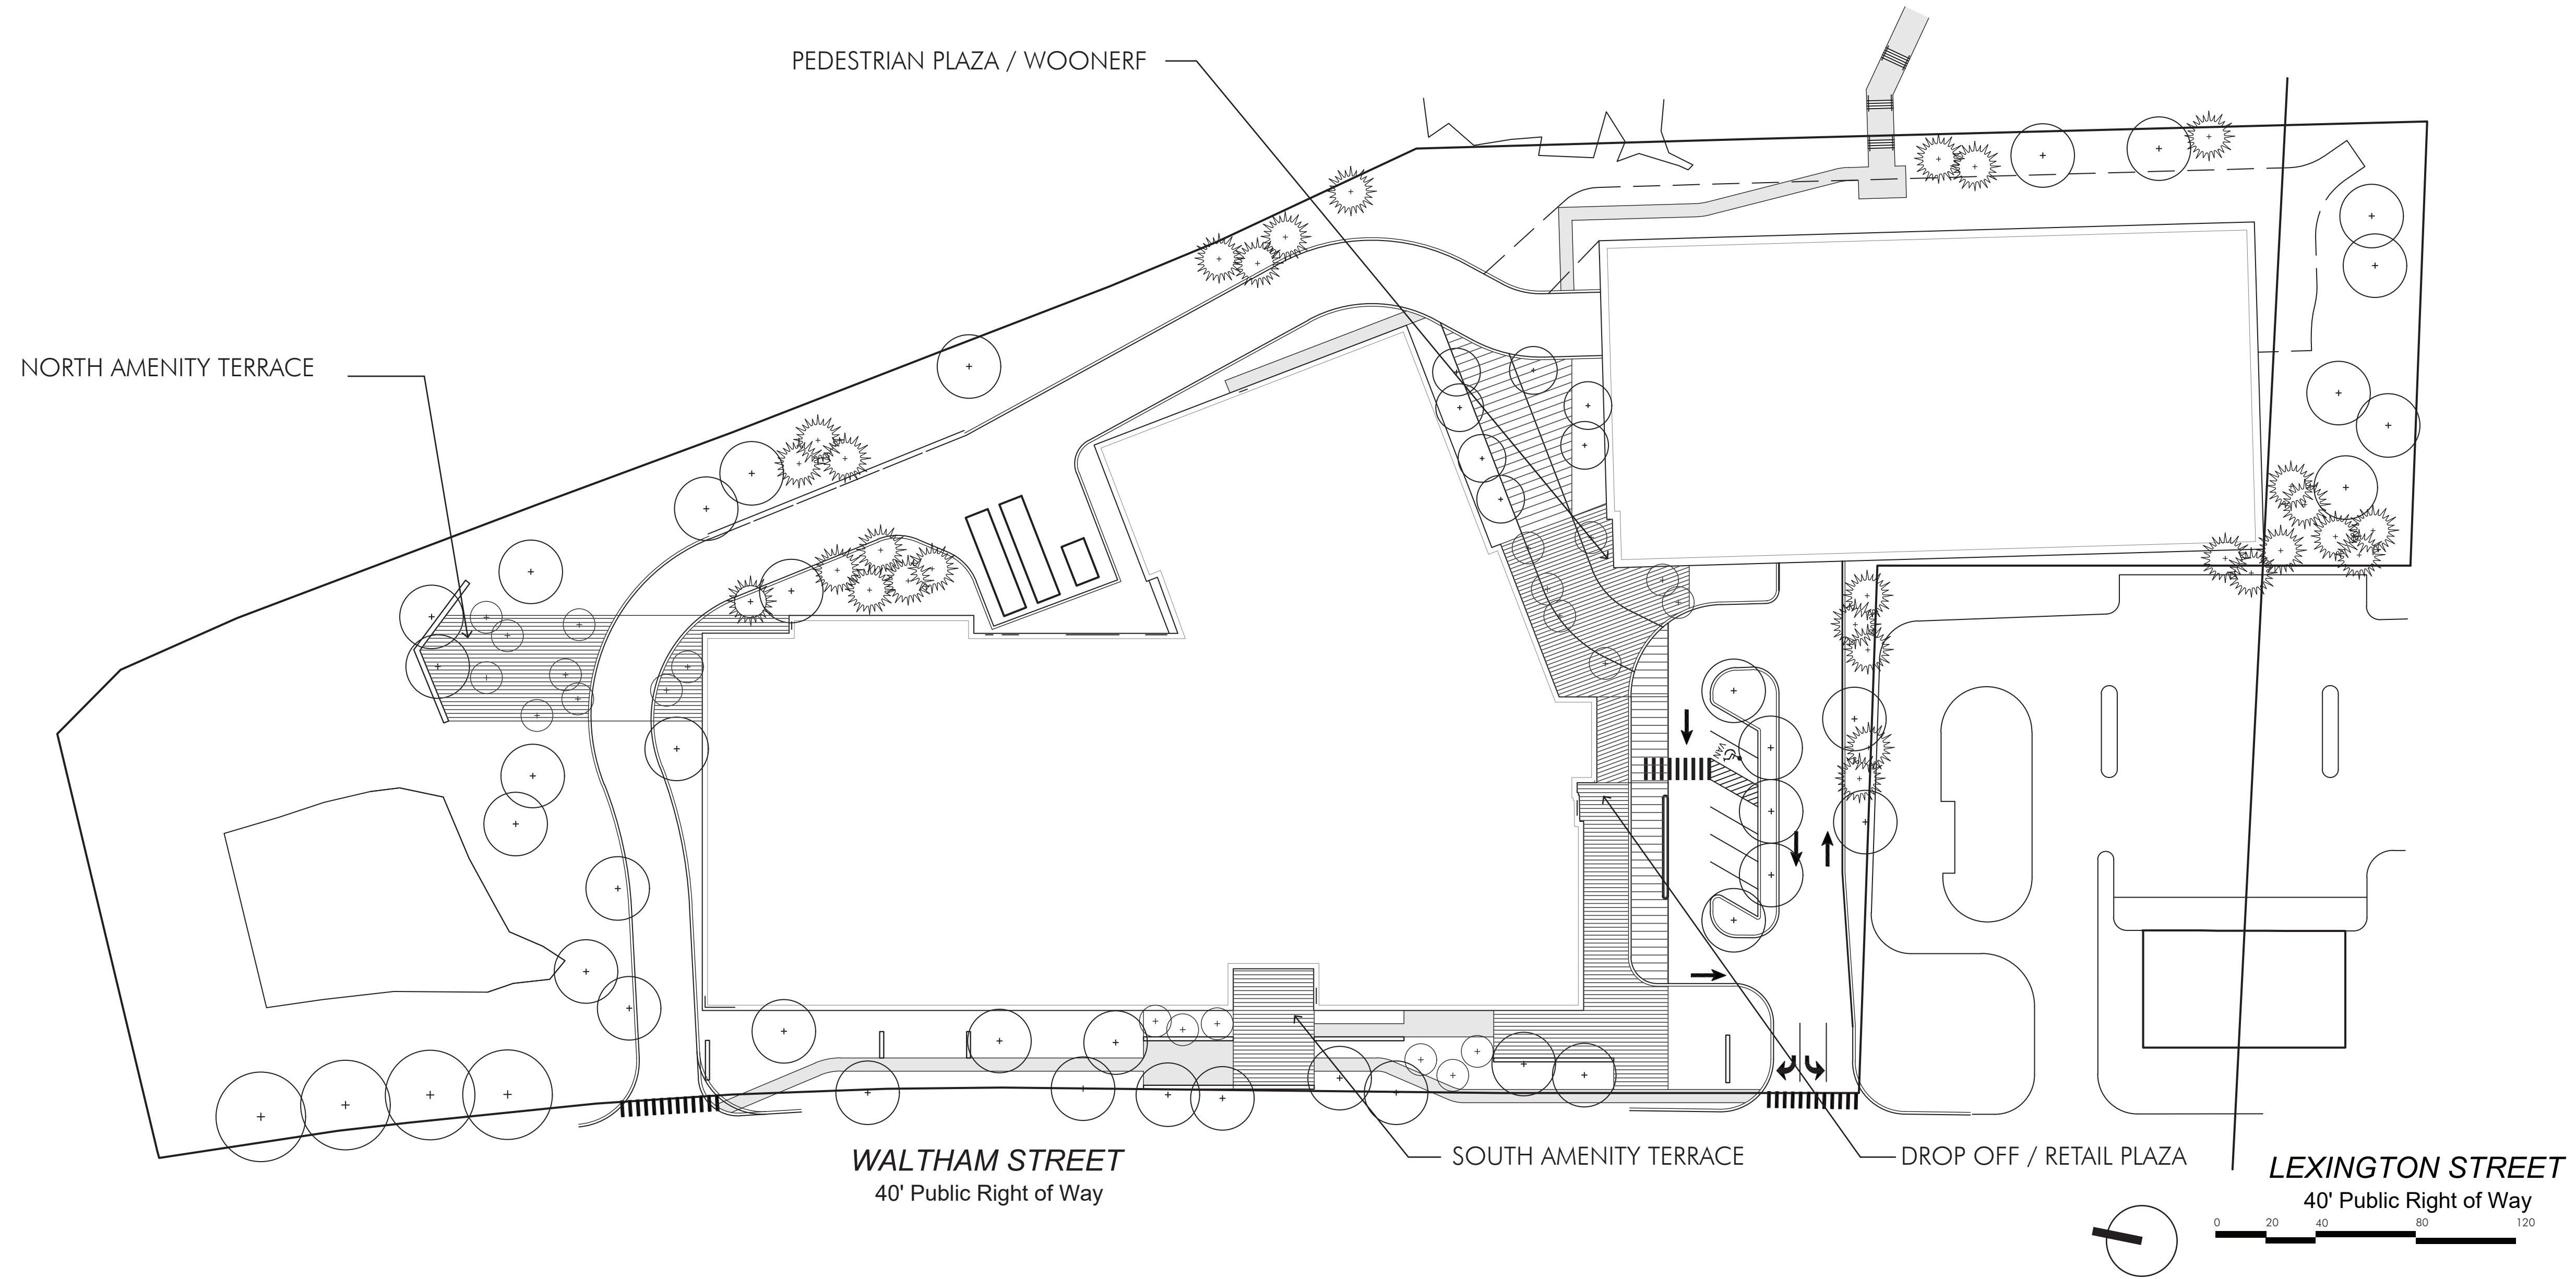 PEDESTRIAN PLAZA / WOONERF
NORTH AMENITY TERRACE
VAN
SOUTH AMENITY TERRACE
DROP OFF / RETAIL PLAZA
WALTHAM STREET
40' Public Right of Way
LEXINGTON STREET
40' Public Right of Way
0 20 40 80 120